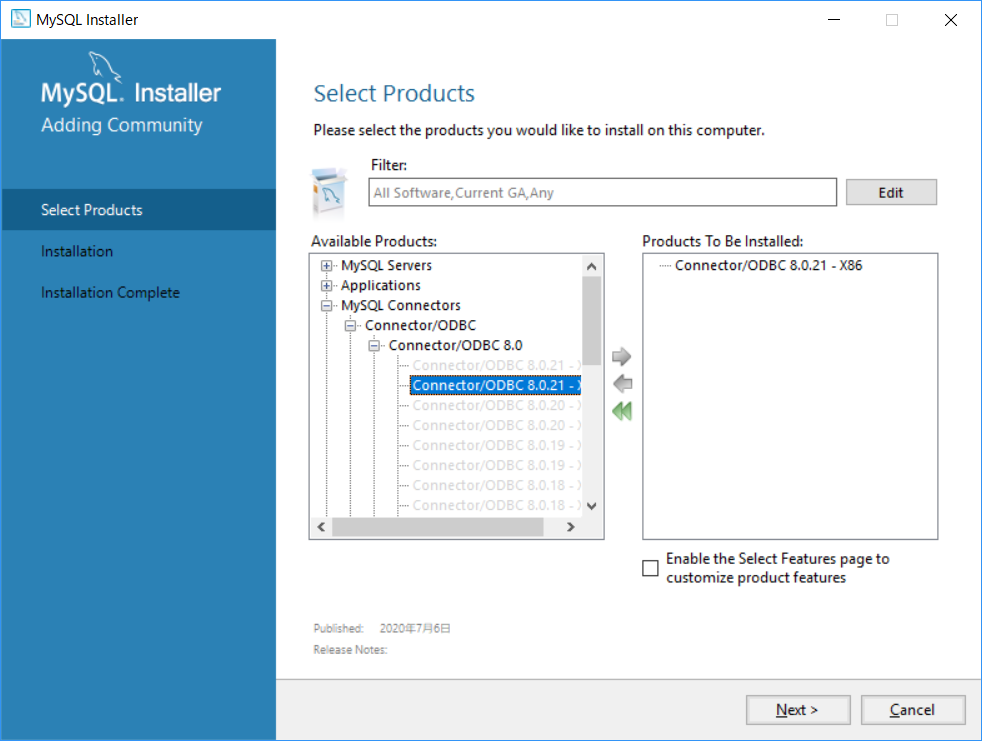 MySQL Installer
MySQL. Installer
Adding Community
Select Products
Installation
Installation Complete
Select Products
Please select the products you would like to install on this computer.
Filter:
All Software,Current GA,Any
Edit
Available Products:
MySQL Servers
Applications
MySQL Connectors
Connector/ODBC
Connector/ODBC 8.0
Connector/ODBC 8.0.21 -
Connector/ODBC 8.0.21 -
Connector/ODBC 8.0.20 -
Connector/ODBC 8.0.20 -
Connector/ODBC 8.0.19 -
Connector/ODBC 8.0.19 -
Connector/ODBC 8.0.18 -
Connector/ODBC 8.0.18 -
Products To Be Installed:
Connector/ODBC 8.0.21 - X86
Enable the Select Features page to
customize product features
Published: 2020年7月6日
Release Notes:
Next >
Cancel